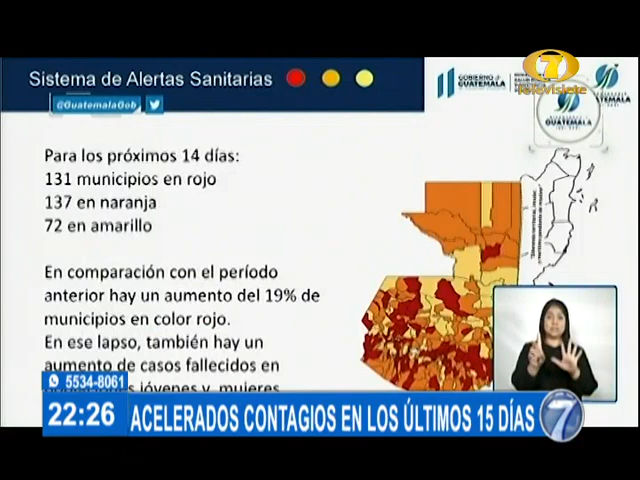 Sistema de Alertas Sanitarias
@GuatemalaGob
GOBIERNO de
GUATEMALA
7
Televisiete
GUATEMALA
GUATEMALA
Para los próximos 14 días:
131 municipios en rojo
137 en naranja
72 en amarillo
En comparación con el período
anterior hay un aumento del 19% de
municipios en color rojo.
En ese lapso, también hay un
aumento de casos fallecidos en
jóvenes y mujeres
5534-8061
22:26
ACELERADOS CONTAGIOS EN LOS ÚLTIMOS 15 DÍAS
7